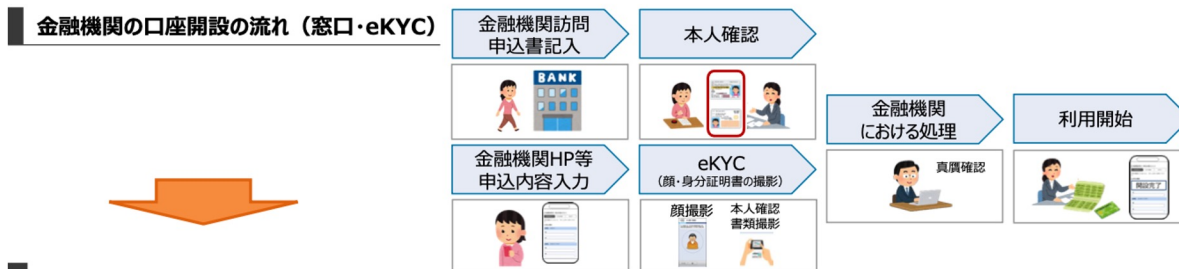 金融機関の口座開設の流れ（窓口･eKYC）
金融機関訪問
申込書記入
本人確認
BANK
金融機関
における処理
利用開始
真贋確認
開設完了
金融機関HP等
申込内容入力
eKYC
（顔･身分証明書の撮影）
顔撮影
本人確認
書類撮影